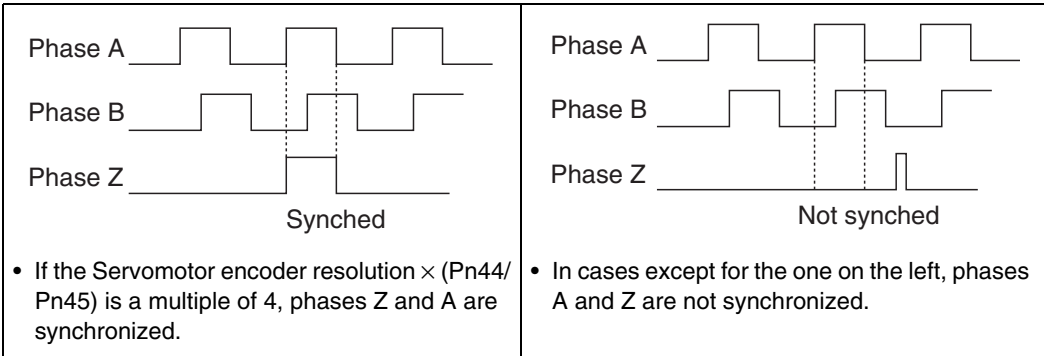 Phase A
Phase B
Phase Z
Synched
• If the Servomotor encoder resolution × (Pn44/
Pn45) is a multiple of 4, phases Z and A are
synchronized.
Phase A
Phase B
Phase Z
Not synched
• In cases except for the one on the left, phases
A and Z are not synchronized.